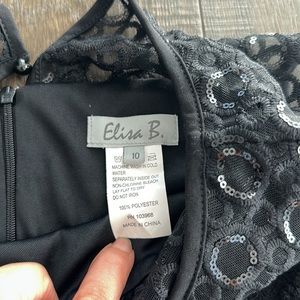 Elisa B.
10
MACHINE WASH IN COLD
WATER
SEPARATELY INSIDE OUT
NON-CHLORINE BLEACH
LAY FLAT TO DRY
DO NOT IRON
100% POLYESTER
RN 103968
MADE IN CHINA